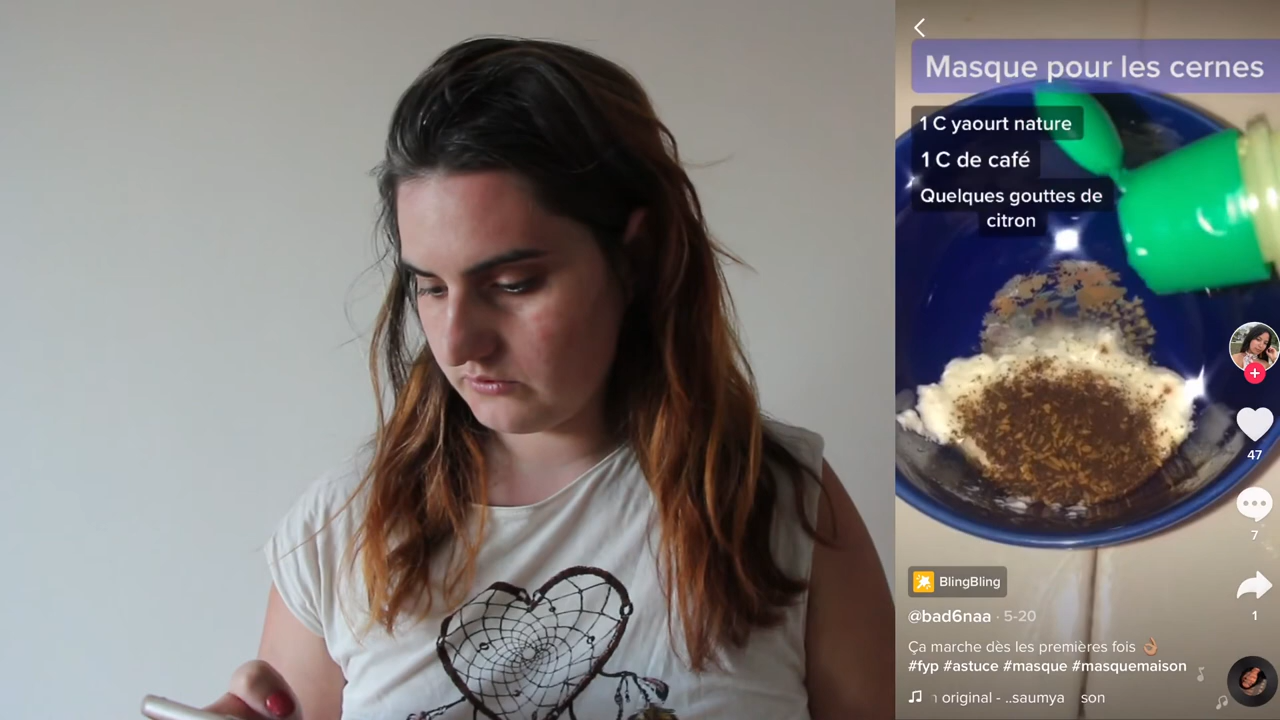 Masque pour les cernes
1 C yaourt nature
1 C de café
Quelques gouttes de
citron
47
7
1
BlingBling
@bad6naa · 5-20
Ça marche dès les premières fois 👌🏼
#fyp #astuce #masque #masquemaison
original - ..saumya son